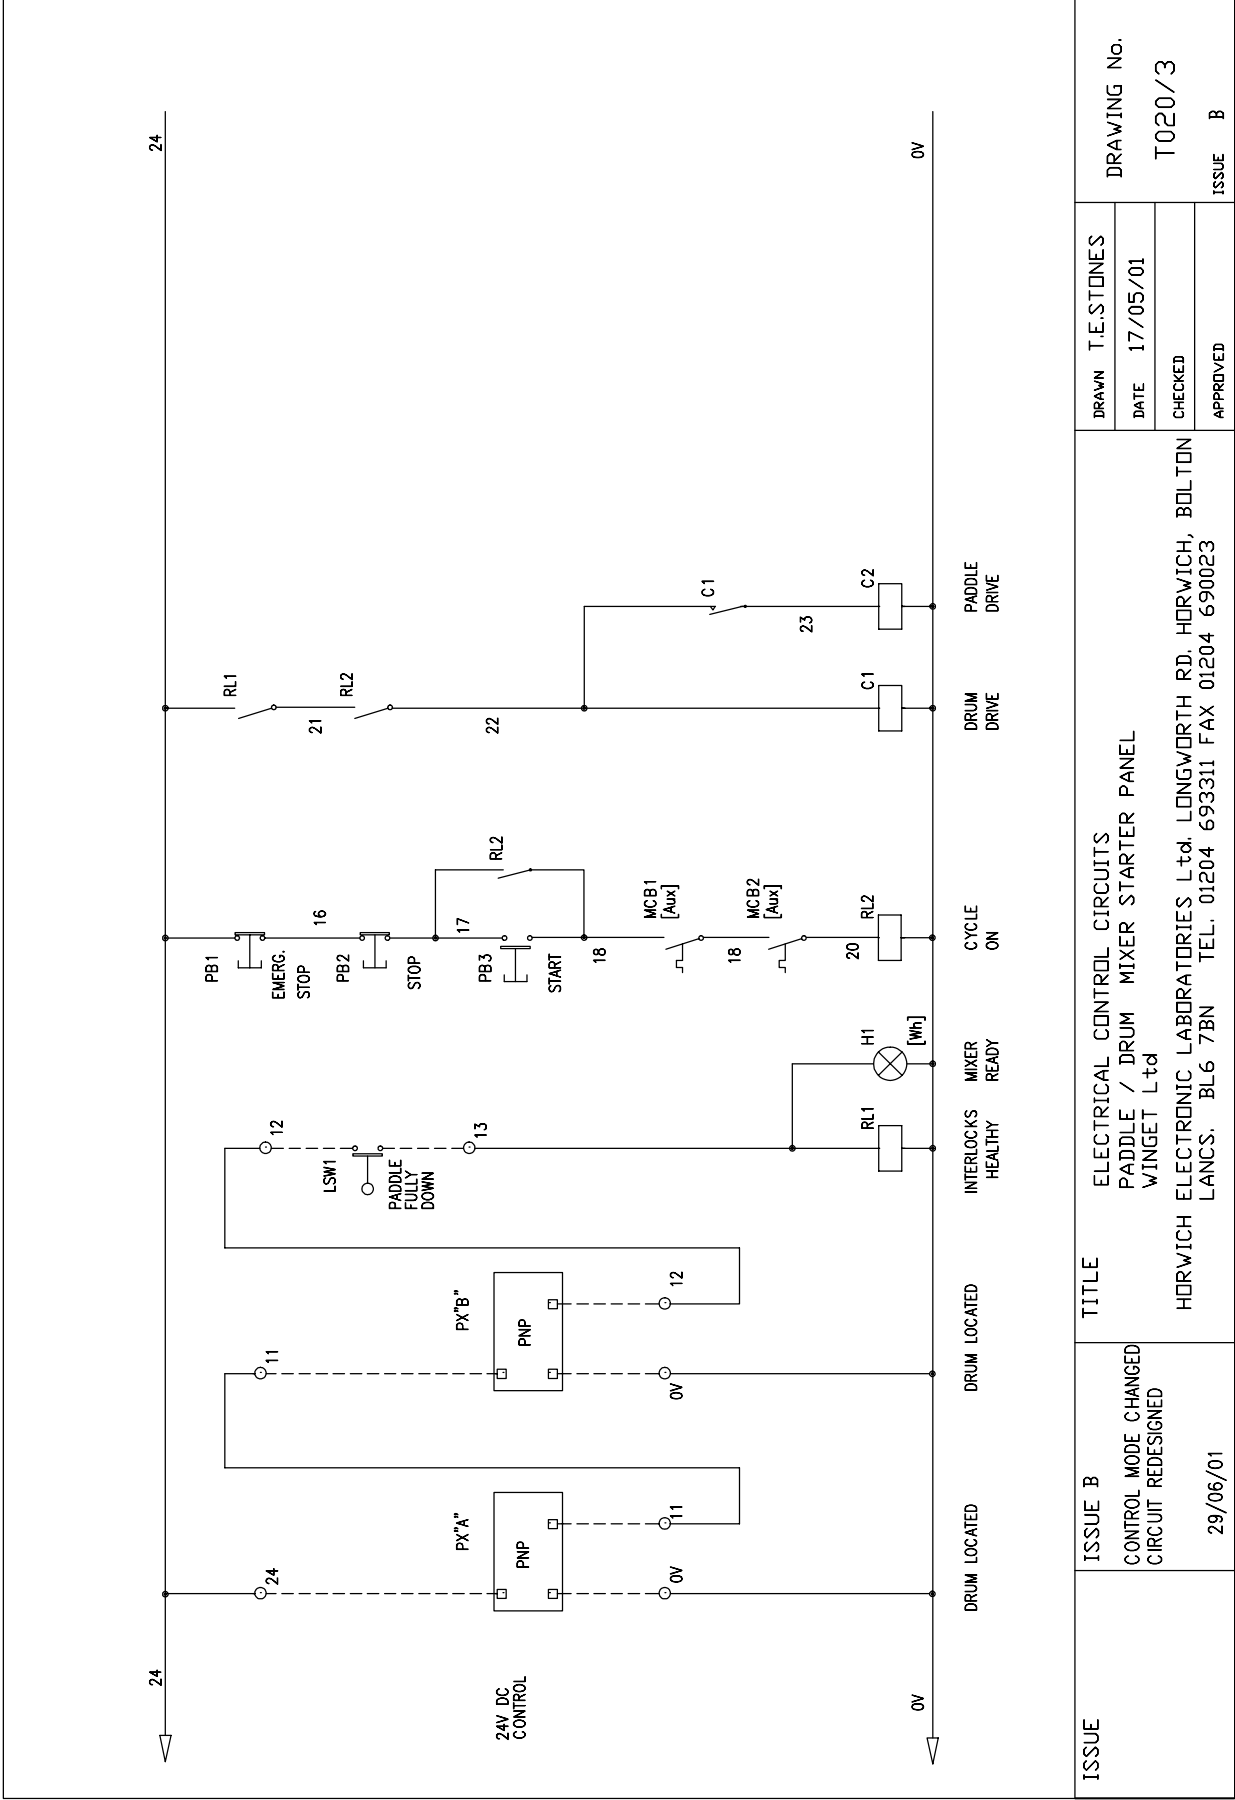 24
24
24V DC
CONTROL
0V
0V
24
PX"A"
PNP
0V
11
DRUM LOCATED
11
PX"B"
PNP
0V
12
DRUM LOCATED
12
LSW1
PADDLE
FULLY
DOWN
13
RL1
INTERLOCKS
HEALTHY
H1
[Wh]
MIXER
READY
PB1
EMERG.
STOP
16
PB2
STOP
17
PB3
START
RL2
18
MCB1
[Aux]
18
MCB2
[Aux]
20
RL2
CYCLE
ON
RL1
21
RL2
22
C1
DRUM
DRIVE
C1
23
C2
PADDLE
DRIVE
ISSUE
ISSUE B
CONTROL MODE CHANGED
CIRCUIT REDESIGNED
29/06/01
TITLE
ELECTRICAL CONTROL CIRCUITS
PADDLE / DRUM MIXER STARTER PANEL
WINGET Ltd
HORWICH ELECTRONIC LABORATORIES Ltd. LONGWORTH RD. HORWICH, BOLTON
LANCS. BL6 7BN TEL. 01204 693311 FAX 01204 690023
DRAWN T.E.STONES
DATE 17/05/01
CHECKED
APPROVED
DRAWING No.
T020/3
ISSUE B